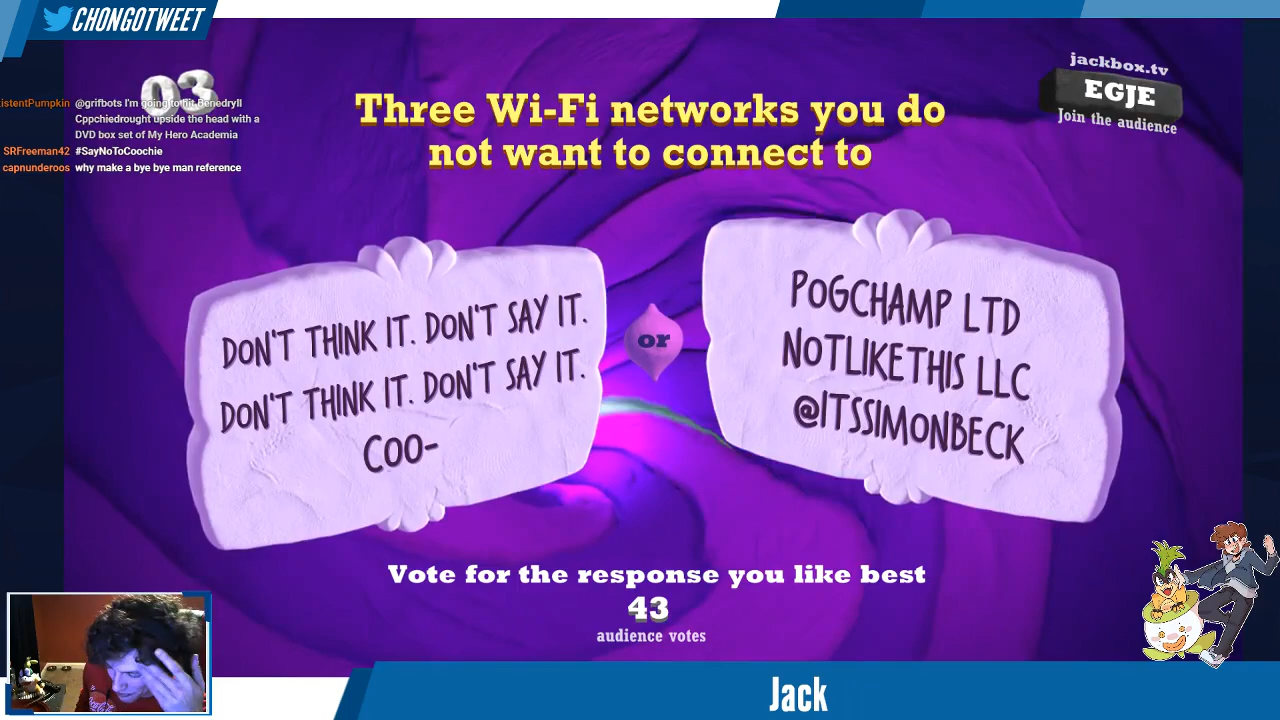 CHONGOTWEET
03
@grifbots I'm going to hit Benedryll
Cppchiedrought upside the head with a
DVD box set of My Hero Academia
SRFreeman42 #SayNoToCoochie
capnunderoos why make a bye bye man reference
jackbox.tv
EGJE
Join the audience
Three Wi-Fi networks you do
not want to connect to
DON'T THINK IT. DON'T SAY IT.
DON'T THINK IT. DON'T SAY IT.
COO-
or
POGCHAMP LTD
NOTLIKETHIS LLC
@ITSSIMONBECK
Vote for the response you like best
43
audience votes
Jack